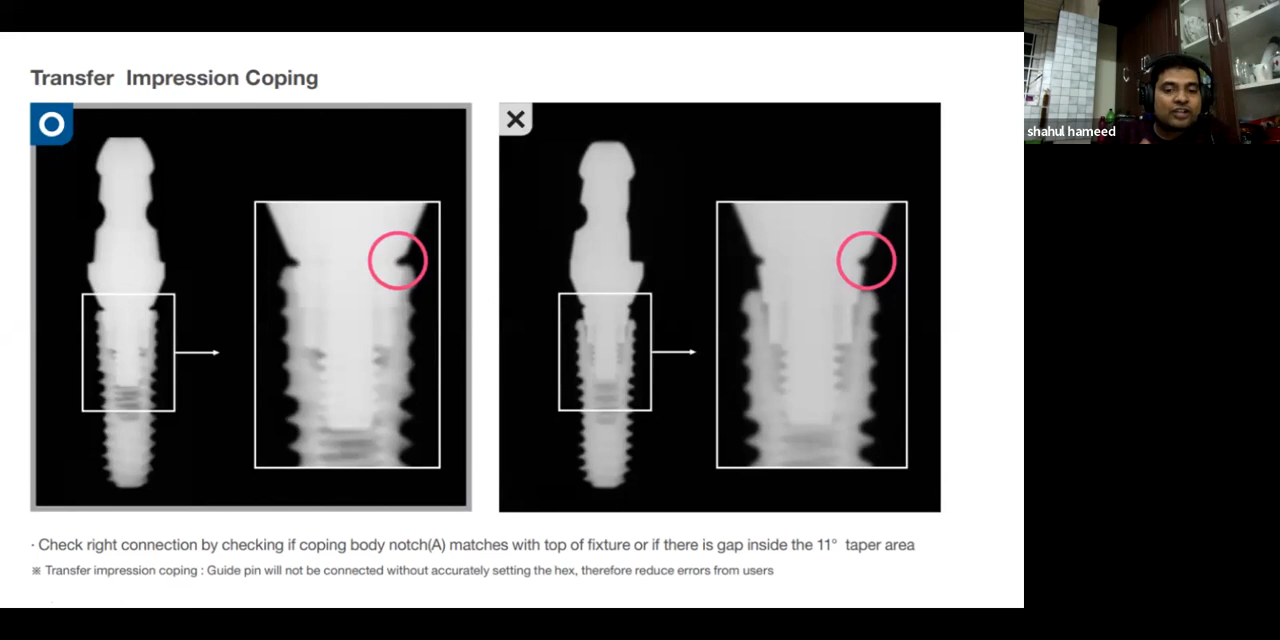 Transfer Impression Coping
· Check right connection by checking if coping body notch(A) matches with top of fixture or if there is gap inside the 11° taper area
※ Transfer impression coping : Guide pin will not be connected without accurately setting the hex, therefore reduce errors from users
shahul hameed